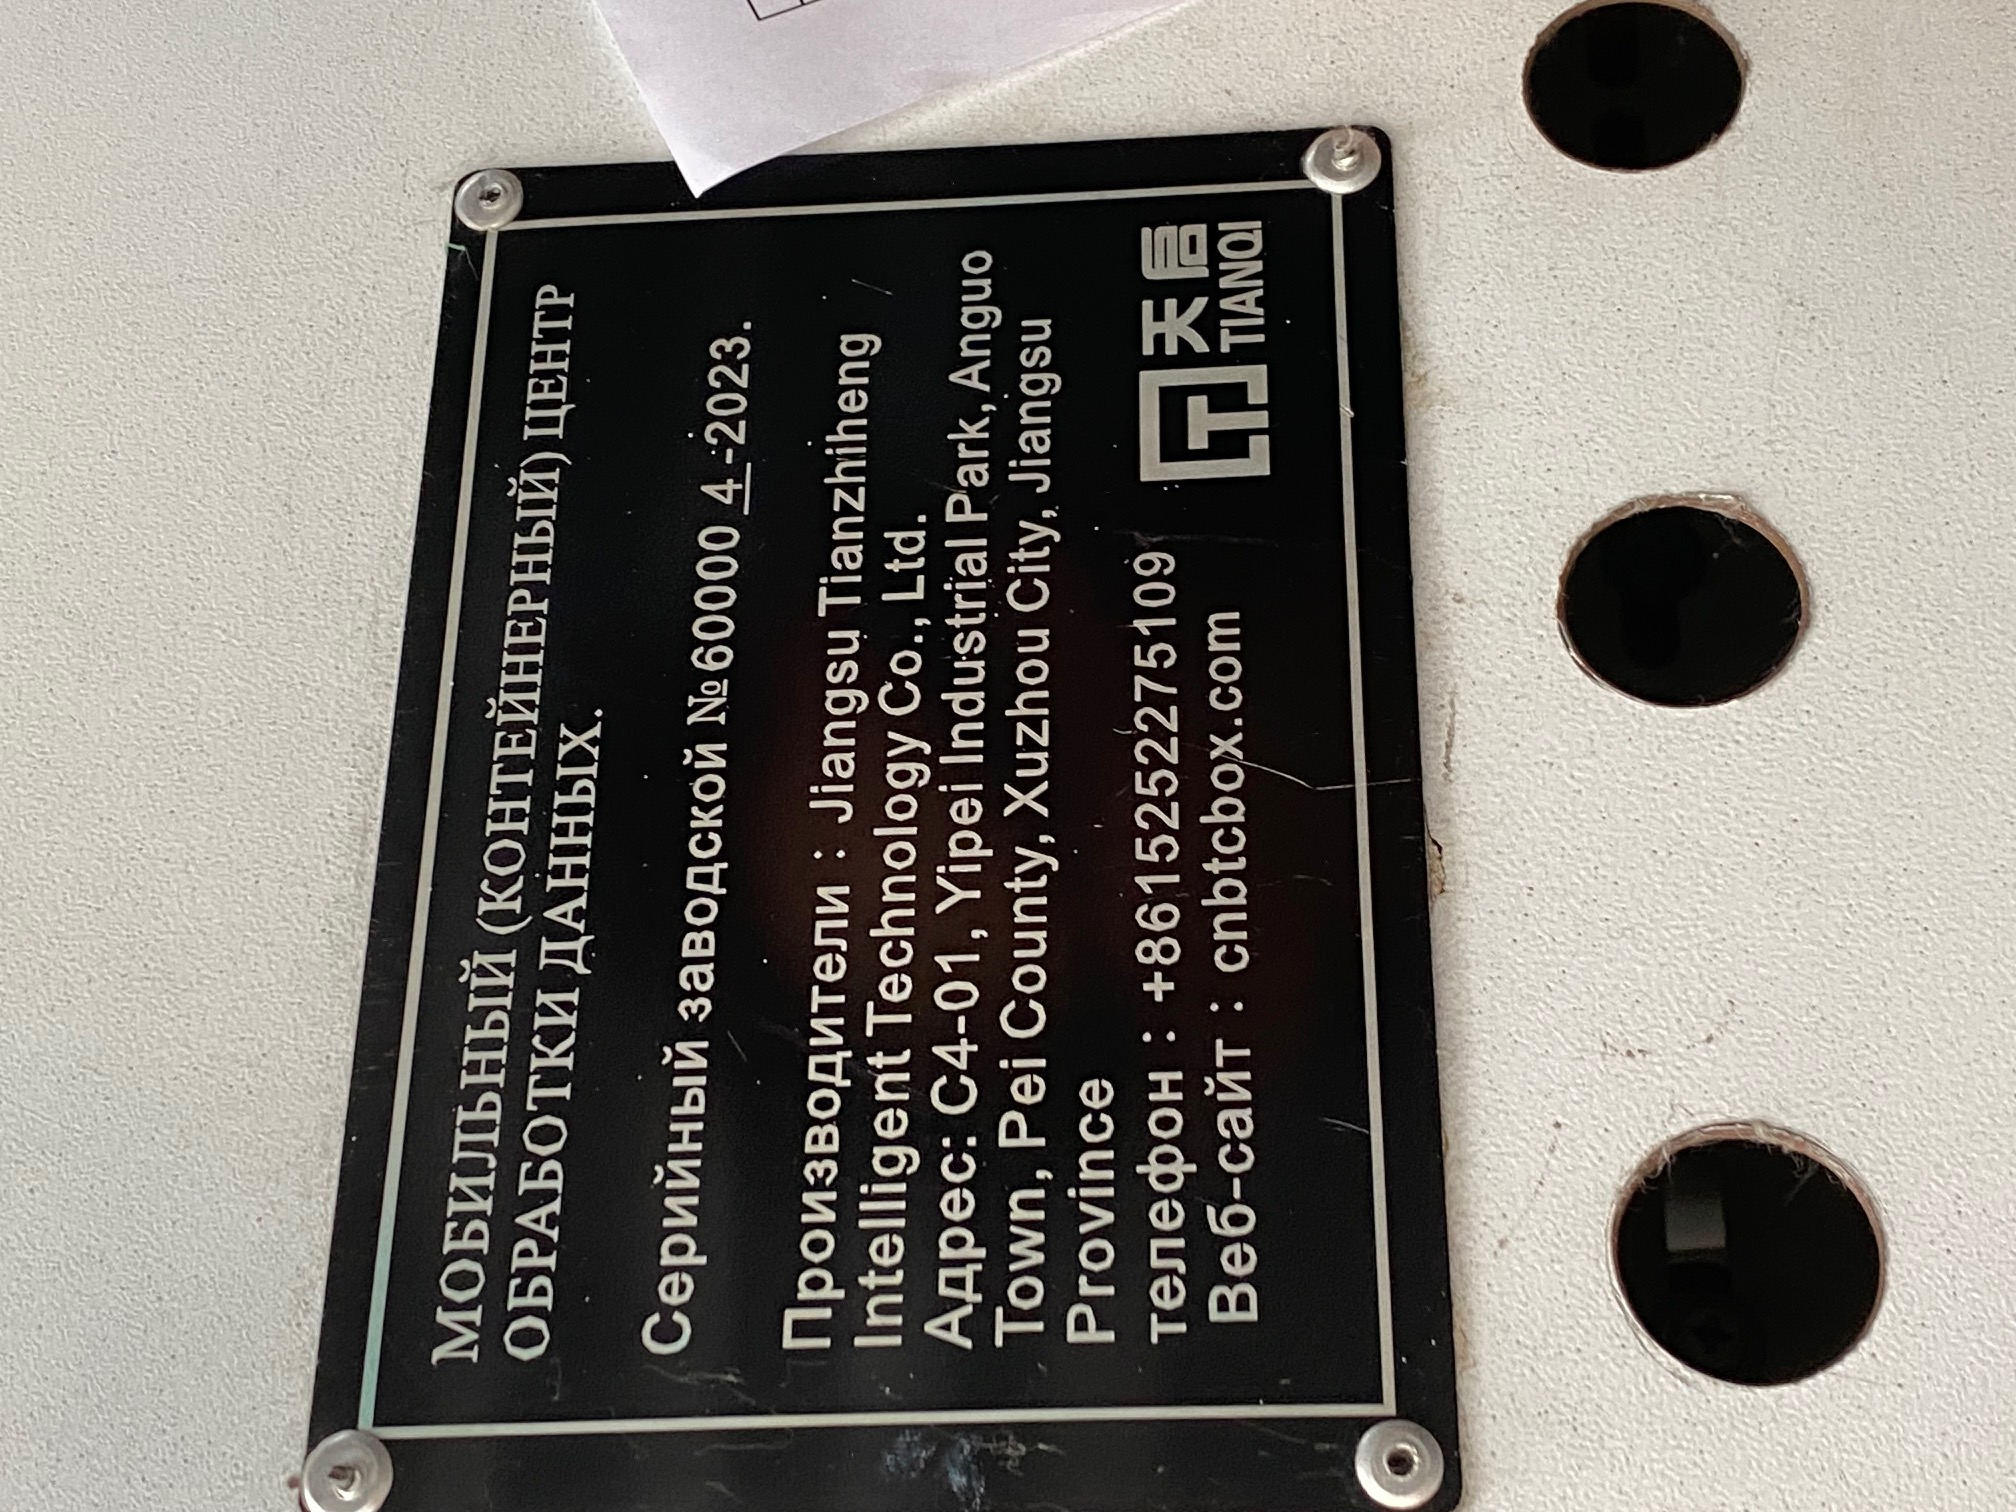 МОБИЛЬНЫЙ (КОНТЕЙНЕРНЫЙ) ЦЕНТР
ОБРАБОТКИ ДАННЫХ.
Серийный заводской №60000 4-2023.
Производители : Jiangsu Tianzhiheng
Intelligent Technology Co., Ltd.
Адрес: C4-01, Yipei Industrial Park, Anguo
Town, Pei County, Xuzhou City, Jiangsu
Province
телефон : +8615252275109
Веб-сайт : cnbtcbox.com
天启
TIANQI